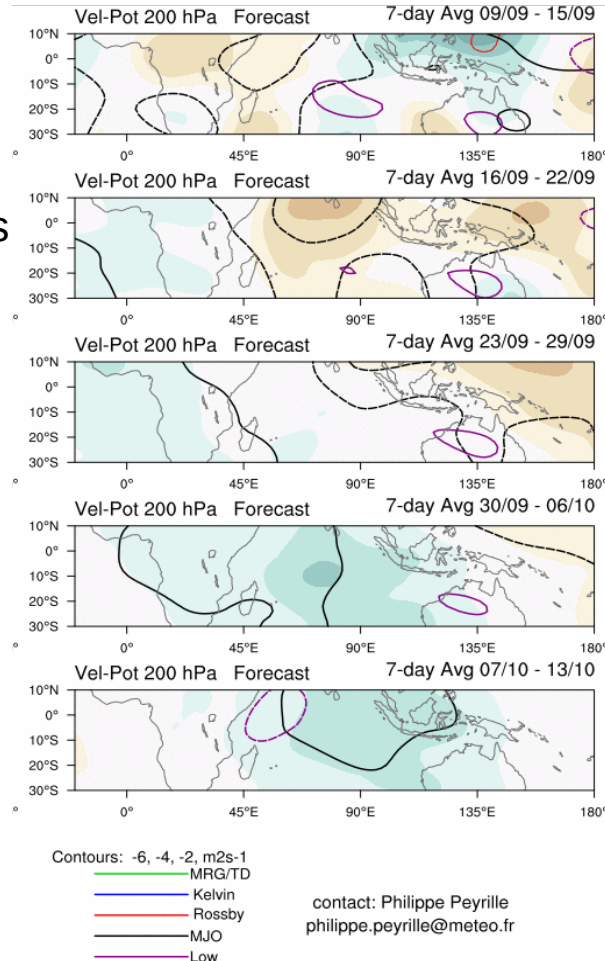 Vel-Pot 200 hPa Forecast 7-day Avg 09/09 - 15/09
10°N
0°
10°S
20°S
30°S
0° 45°E 90°E 135°E 180°
s
Vel-Pot 200 hPa Forecast 7-day Avg 16/09 - 22/09
10°N
0°
10°S
20°S
30°S
0° 45°E 90°E 135°E 180°
Vel-Pot 200 hPa Forecast 7-day Avg 23/09 - 29/09
10°N
0°
10°S
20°S
30°S
0° 45°E 90°E 135°E 180°
Vel-Pot 200 hPa Forecast 7-day Avg 30/09 - 06/10
10°N
0°
10°S
20°S
30°S
0° 45°E 90°E 135°E 180°
Vel-Pot 200 hPa Forecast 7-day Avg 07/10 - 13/10
10°N
0°
10°S
20°S
30°S
0° 45°E 90°E 135°E 180°
Contours: -6, -4, -2, m2s-1
MRG/TD
Kelvin
Rossby
MJO
Low
contact: Philippe Peyrille
philippe.peyrille@meteo.fr